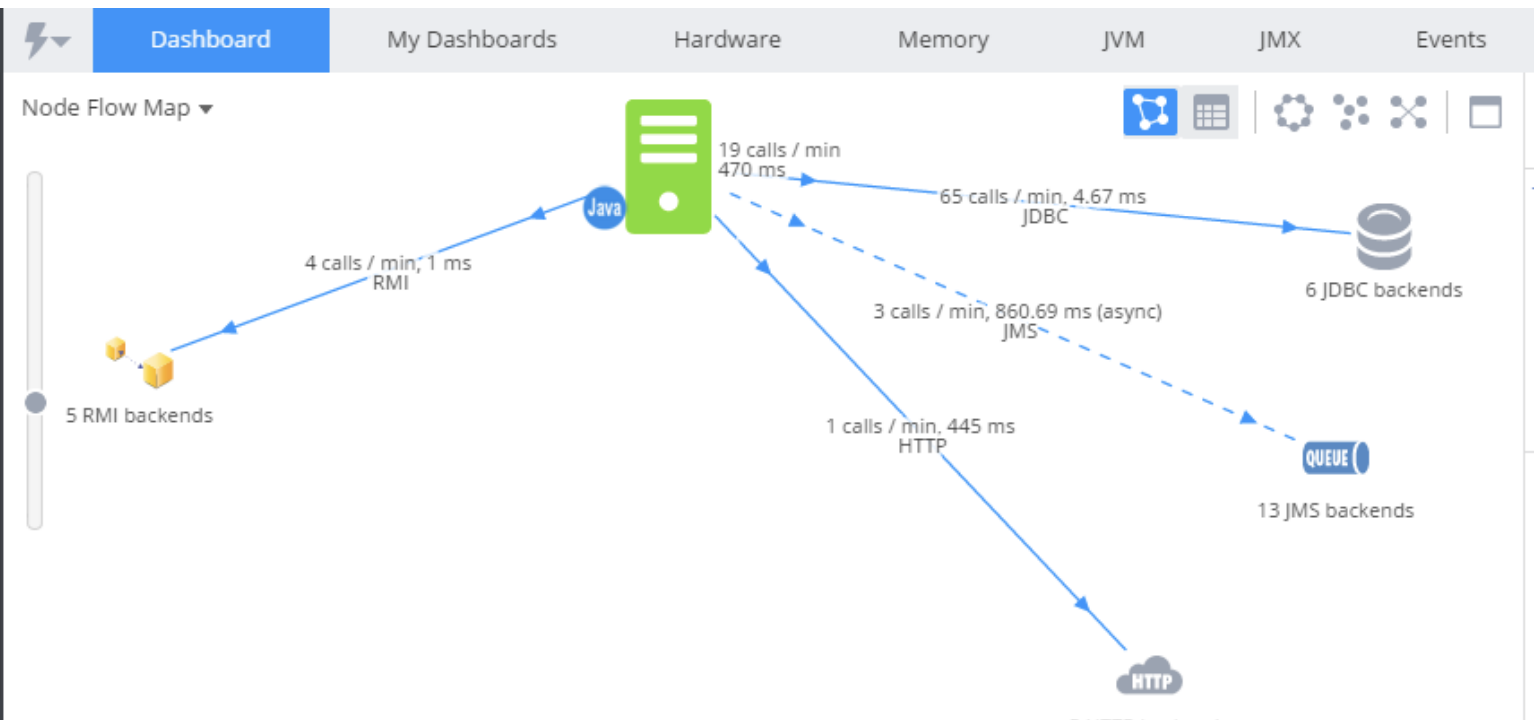 Dashboard
My Dashboards
Hardware
Memory
JVM
JMX
Events
Node Flow Map
19 calls / min
470 ms
Java
65 calls / min, 4.67 ms
JDBC
4 calls / min, 1 ms
RMI
6 JDBC backends
3 calls / min, 860.69 ms (async)
JMS
5 RMI backends
1 calls / min, 445 ms
HTTP
QUEUE
13 JMS backends
HTTP